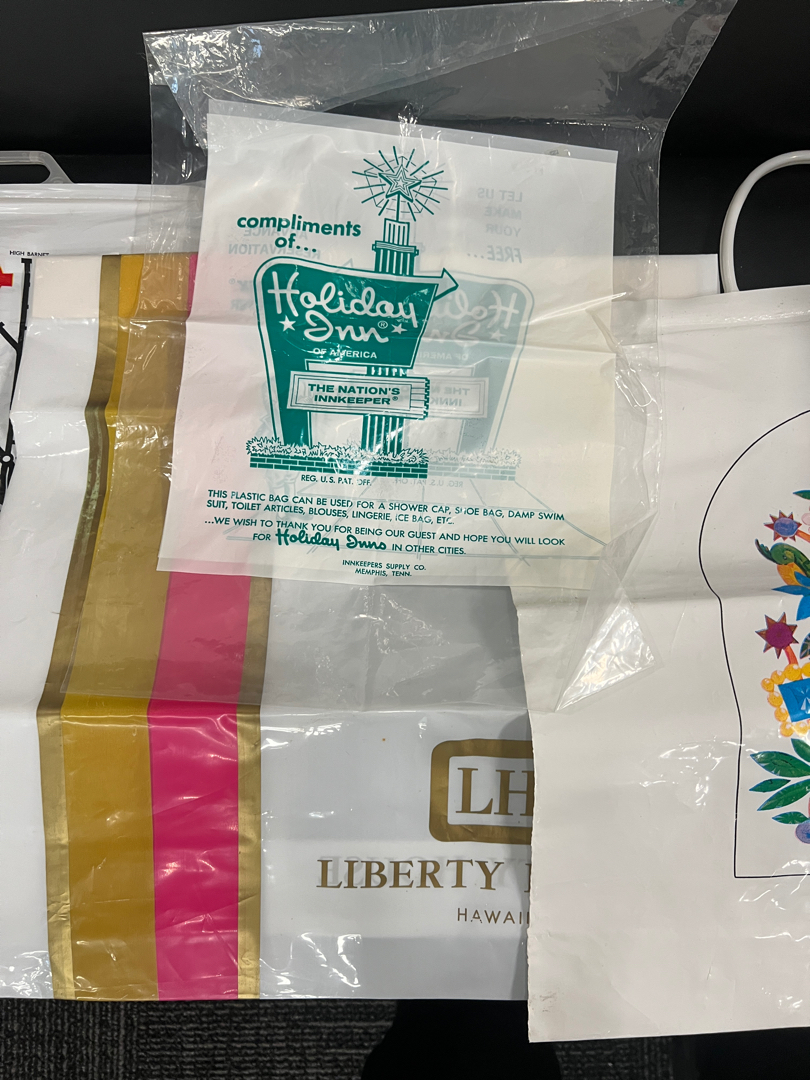 HIGH BARNET
compliments
of...
LET US
MAKE
YOUR
FREE...
RESERVATION
Holiday
Inn®
OF AMERICA
THE NATION'S
INNKEEPER®
REG. U.S. PAT. OFF.
THIS PLASTIC BAG CAN BE USED FOR A SHOWER CAP, SHOE BAG, DAMP SWIM
SUIT, TOILET ARTICLES, BLOUSES, LINGERIE, ICE BAG, ETC.
...WE WISH TO THANK YOU FOR BEING OUR GUEST AND HOPE YOU WILL LOOK
FOR Holiday Inns IN OTHER CITIES.
INNKEEPERS SUPPLY CO.
MEMPHIS, TENN.
LH
LIBERTY
HAWAII